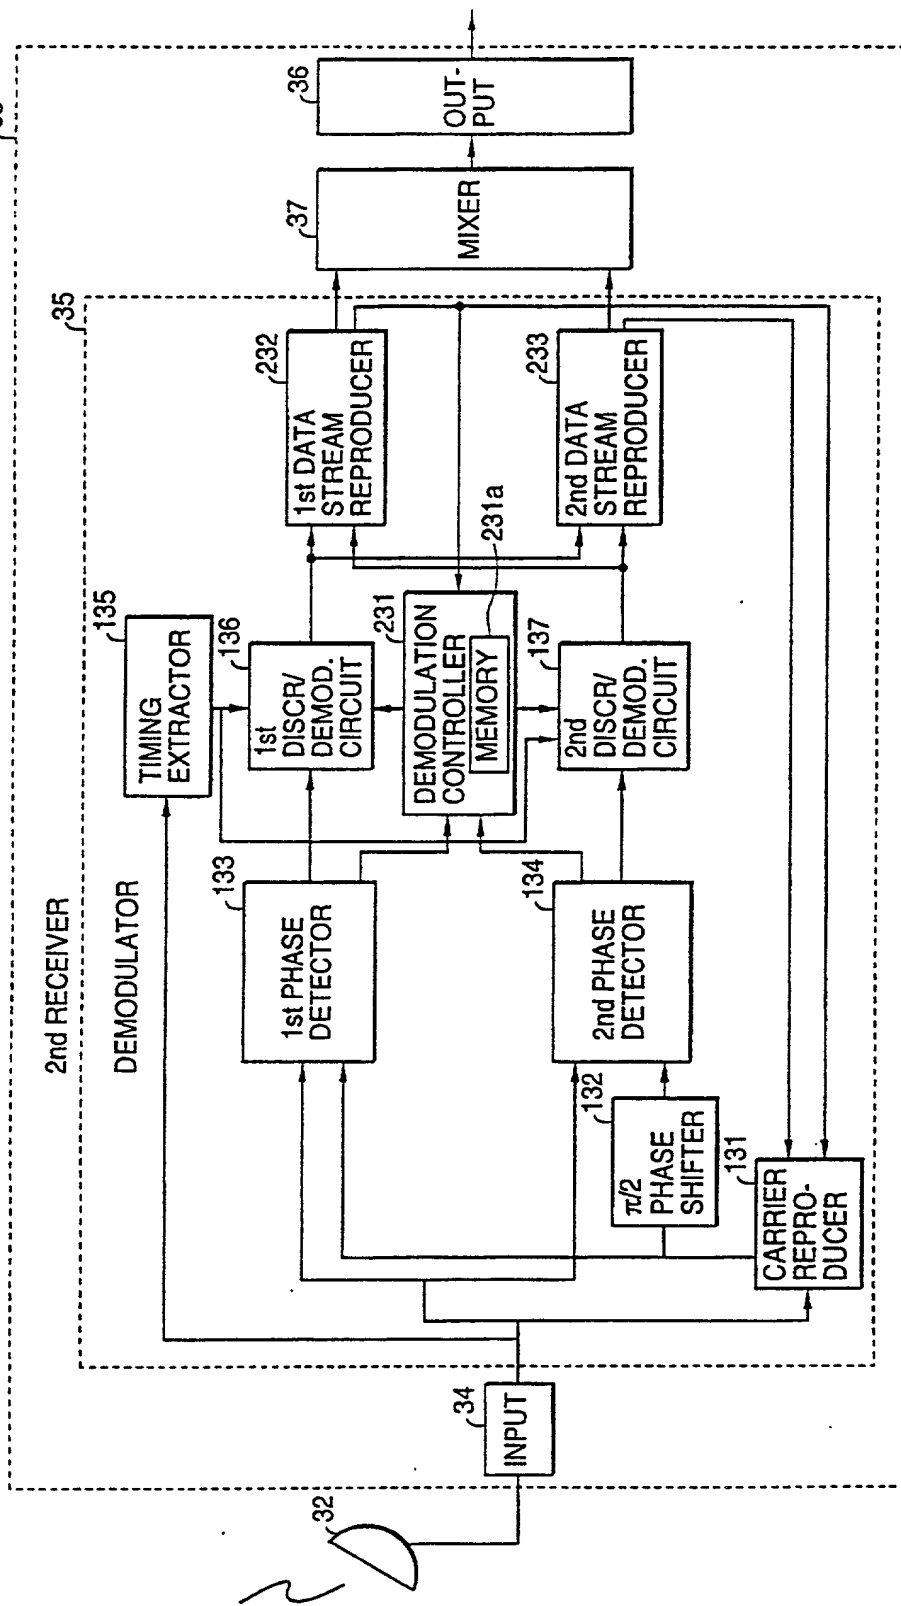 2nd RECEIVER
DEMODULATOR
35
32
34
INPUT
135
TIMING
EXTRACTOR
133
1st PHASE
DETECTOR
134
2nd PHASE
DETECTOR
132
π/2
PHASE
SHIFTER
131
CARRIER
REPRO-
DUCER
136
1st
DISCR/
DEMOD.
CIRCUIT
231
DEMODULATION
CONTROLLER
MEMORY
231a
137
2nd
DISCR/
DEMOD.
CIRCUIT
232
1st DATA
STREAM
REPRODUCER
233
2nd DATA
STREAM
REPRODUCER
37
MIXER
36
OUT-
PUT